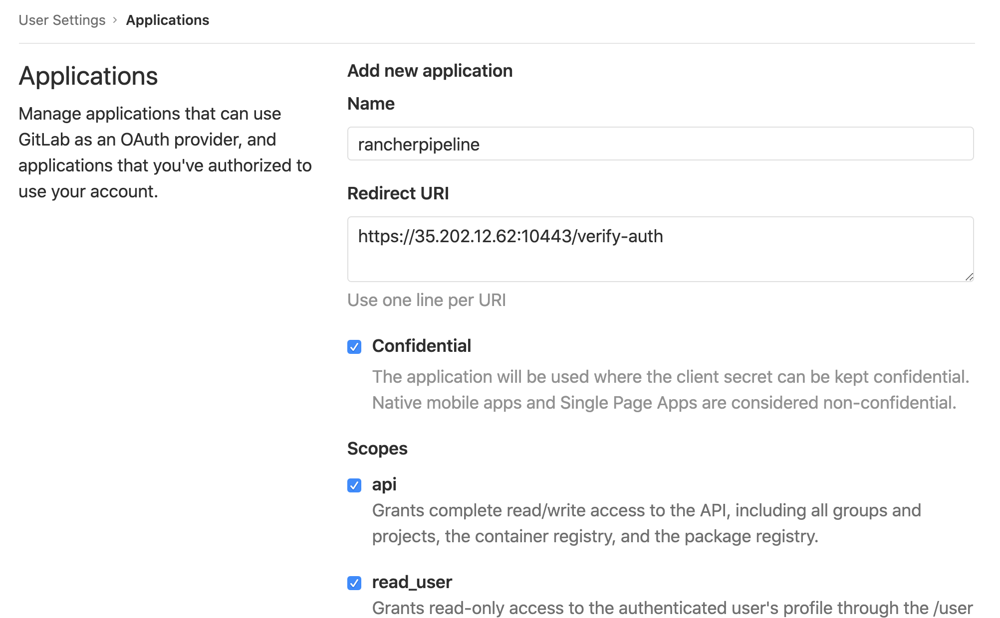 User Settings > Applications
Applications
Manage applications that can use
GitLab as an OAuth provider, and
applications that you've authorized to
use your account.
Add new application
Name
rancherpipeline
Redirect URI
https://35.202.12.62:10443/verify-auth
Use one line per URI
Confidential
The application will be used where the client secret can be kept confidential.
Native mobile apps and Single Page Apps are considered non-confidential.
Scopes
api
Grants complete read/write access to the API, including all groups and
projects, the container registry, and the package registry.
read_user
Grants read-only access to the authenticated user's profile through the /user